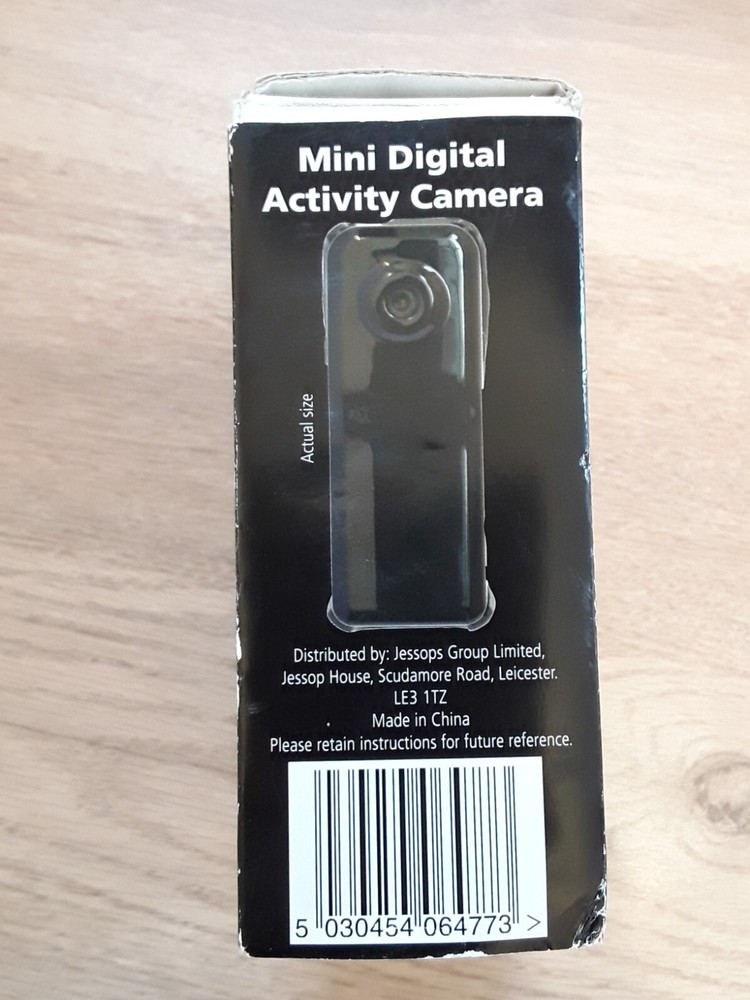 Mini Digital
Activity Camera
Actual size
Distributed by: Jessops Group Limited,
Jessop House, Scudamore Road, Leicester.
LE3 1TZ
Made in China
Please retain instructions for future reference.
5 030454 064773 >